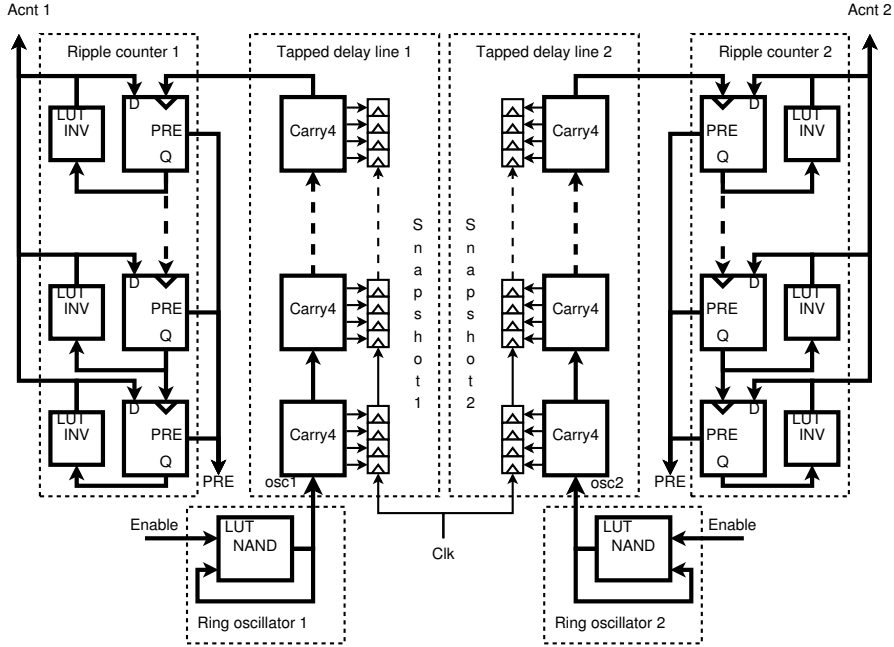 Acnt 1
Acnt 2
Ripple counter 1
Tapped delay line 1
Tapped delay line 2
Ripple counter 2
LUT
INV
D
PRE
Q
Carry4
Carry4
D
PRE
Q
LUT
INV
Snapshot1
Snapshot2
LUT
INV
D
PRE
Q
Carry4
Carry4
D
PRE
Q
LUT
INV
LUT
INV
D
PRE
Q
Carry4
Carry4
D
PRE
Q
LUT
INV
PRE
osc1
osc2
PRE
Enable
LUT
NAND
Clk
LUT
NAND
Enable
Ring oscillator 1
Ring oscillator 2